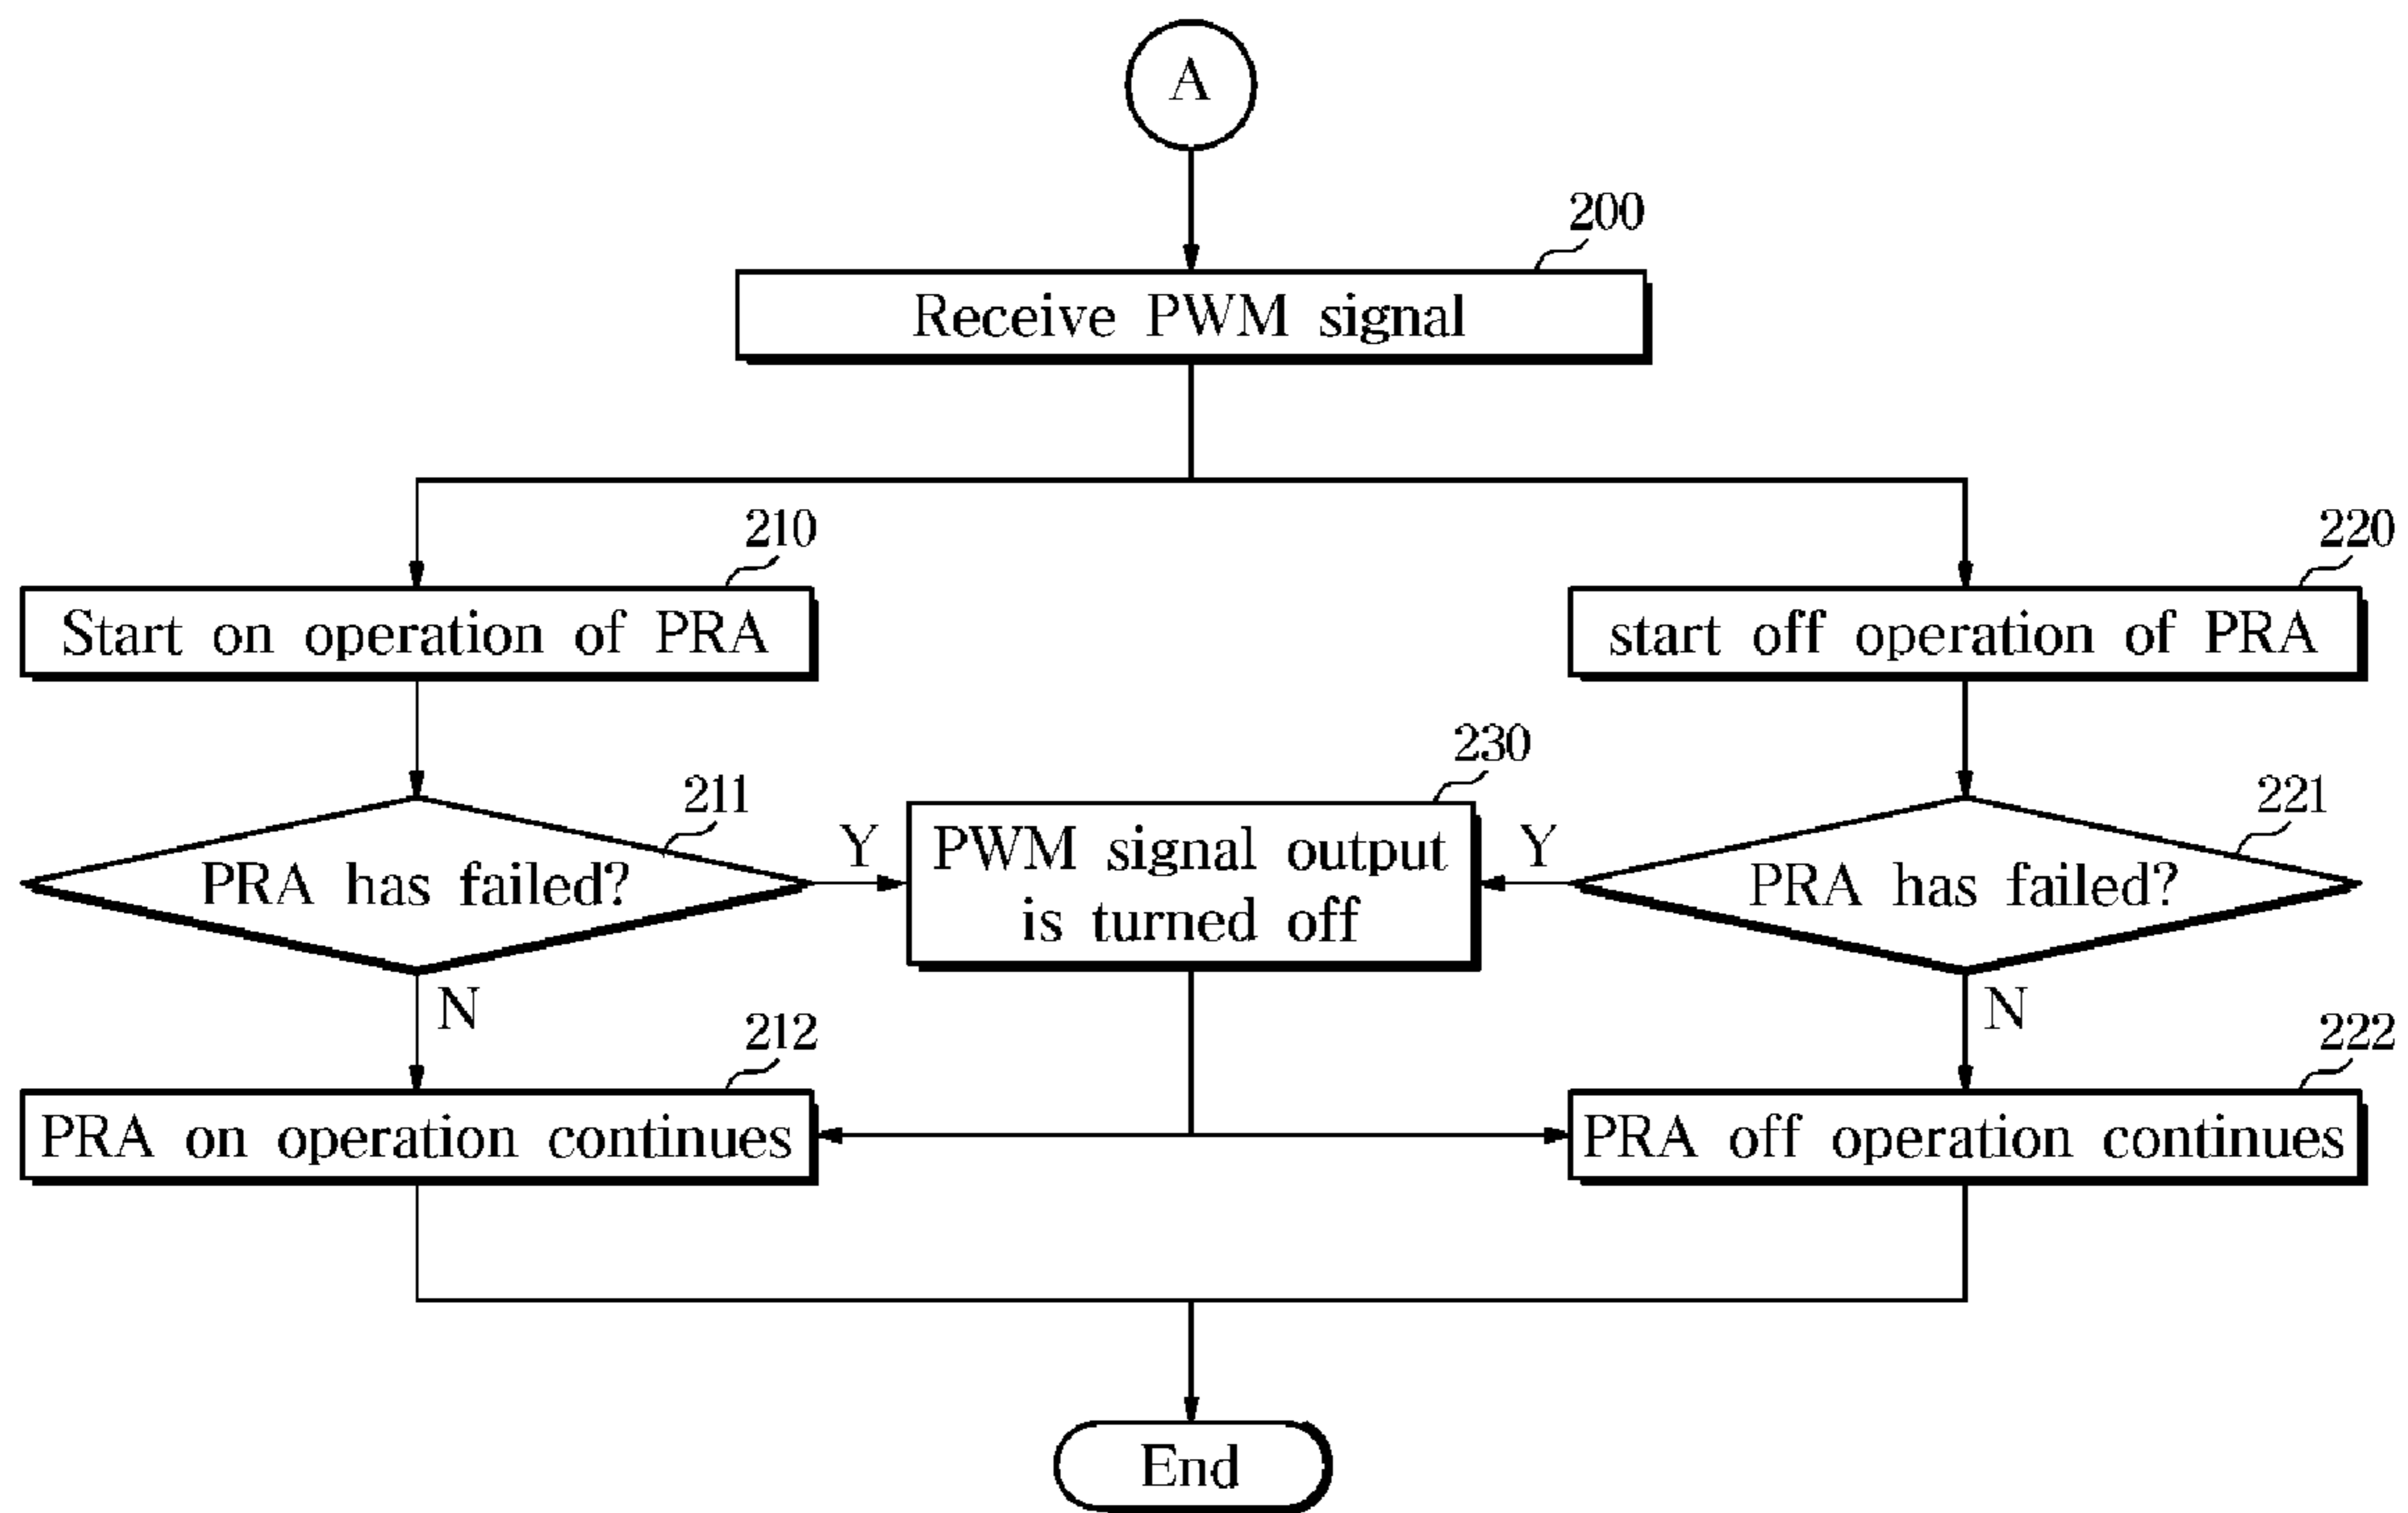 A
200
Receive PWM signal
210
220
Start on operation of PRA
start off operation of PRA
230
211
221
Y
Y
PRA has failed?
PWM signal output
is turned off
PRA has failed?
N
N
212
222
PRA on operation continues
PRA off operation continues
End